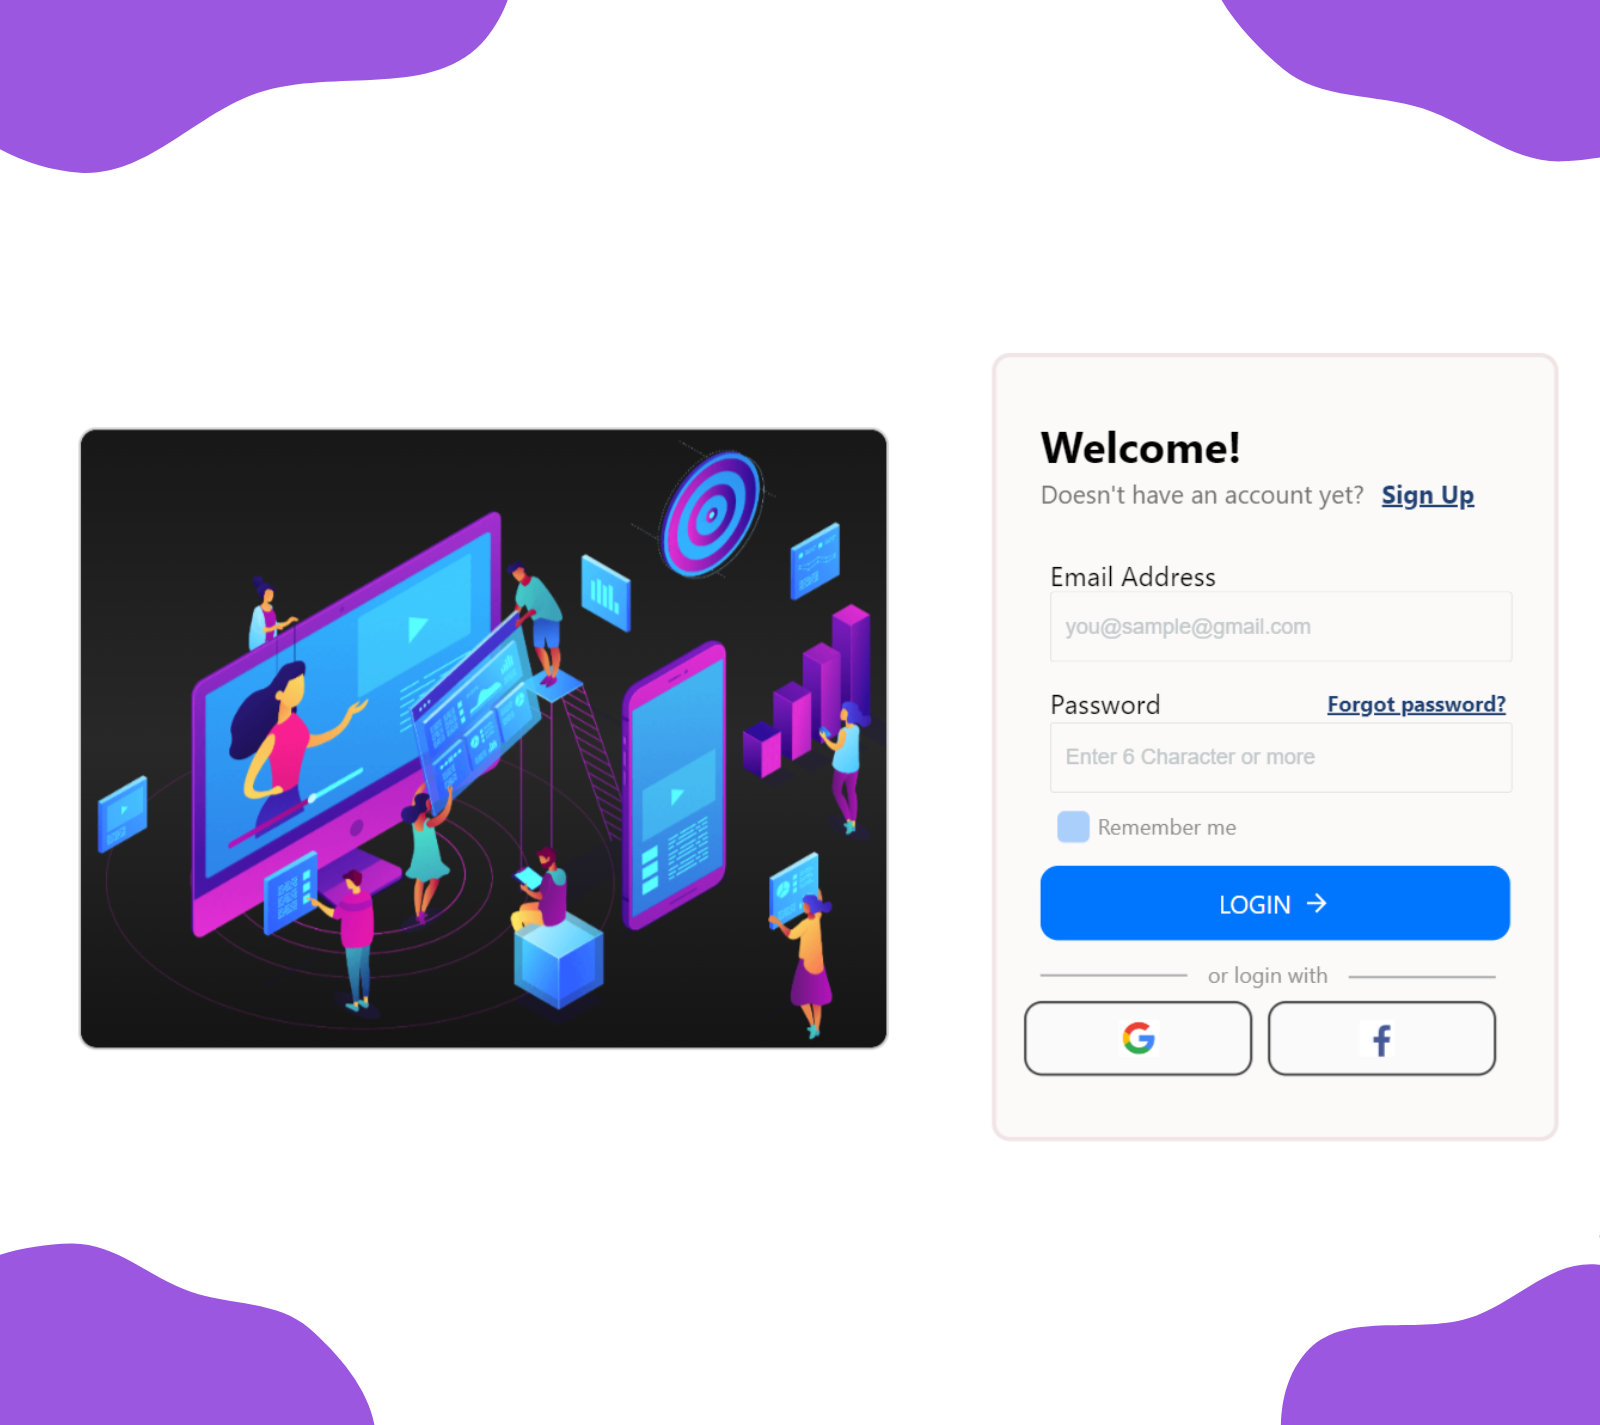 Welcome!
Doesn't have an account yet? Sign Up
Email Address
you@sample@gmail.com
Password Forgot password?
Enter 6 Character or more
Remember me
LOGIN →
or login with